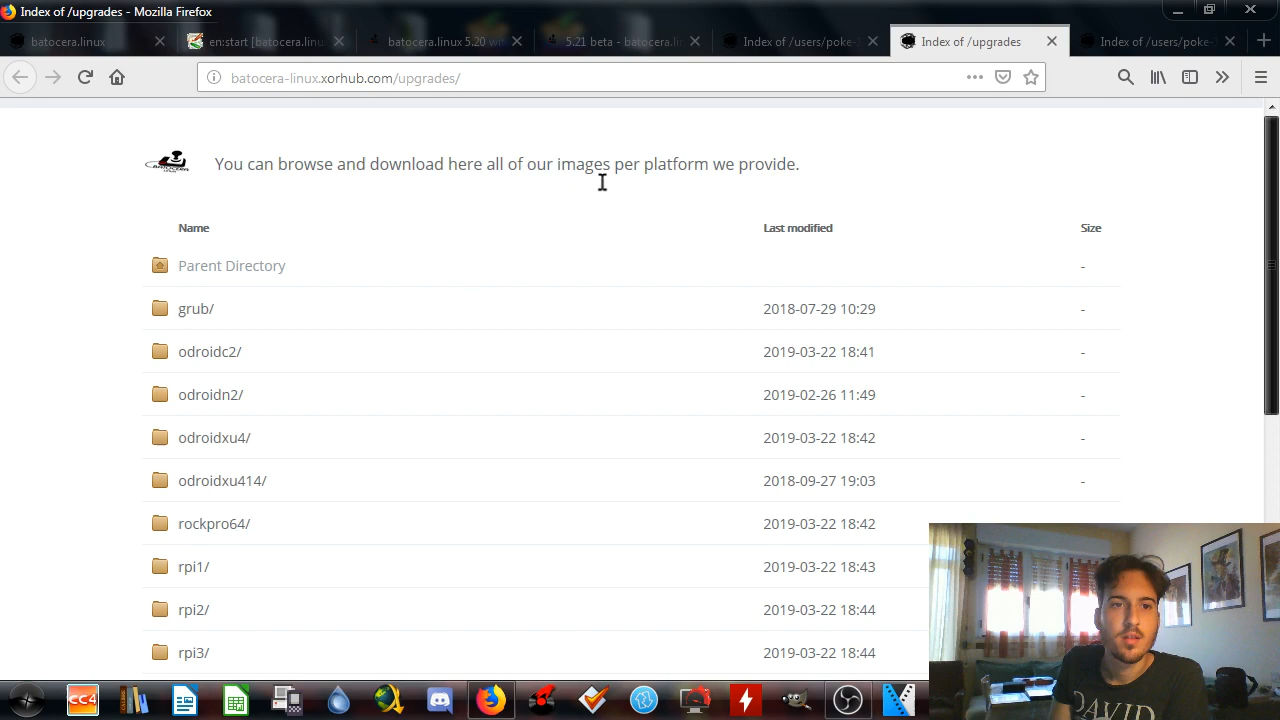 Index of /upgrades - Mozilla Firefox
batocera.linux
en:start [batocera.linu
batocera.linux 5.20 w
5.21 beta - batocera.li
Index of /users/poke-
Index of /upgrades
Index of /users/poke-
batocera-linux.xorhub.com/upgrades/
You can browse and download here all of our images per platform we provide.
Name Last modified Size
Parent Directory -
grub/ 2018-07-29 10:29 -
odroidc2/ 2019-03-22 18:41 -
odroidn2/ 2019-02-26 11:49 -
odroidxu4/ 2019-03-22 18:42 -
odroidxu414/ 2018-09-27 19:03 -
rockpro64/ 2019-03-22 18:42
rpi1/ 2019-03-22 18:43
rpi2/ 2019-03-22 18:44
rpi3/ 2019-03-22 18:44
CC4
DAVID